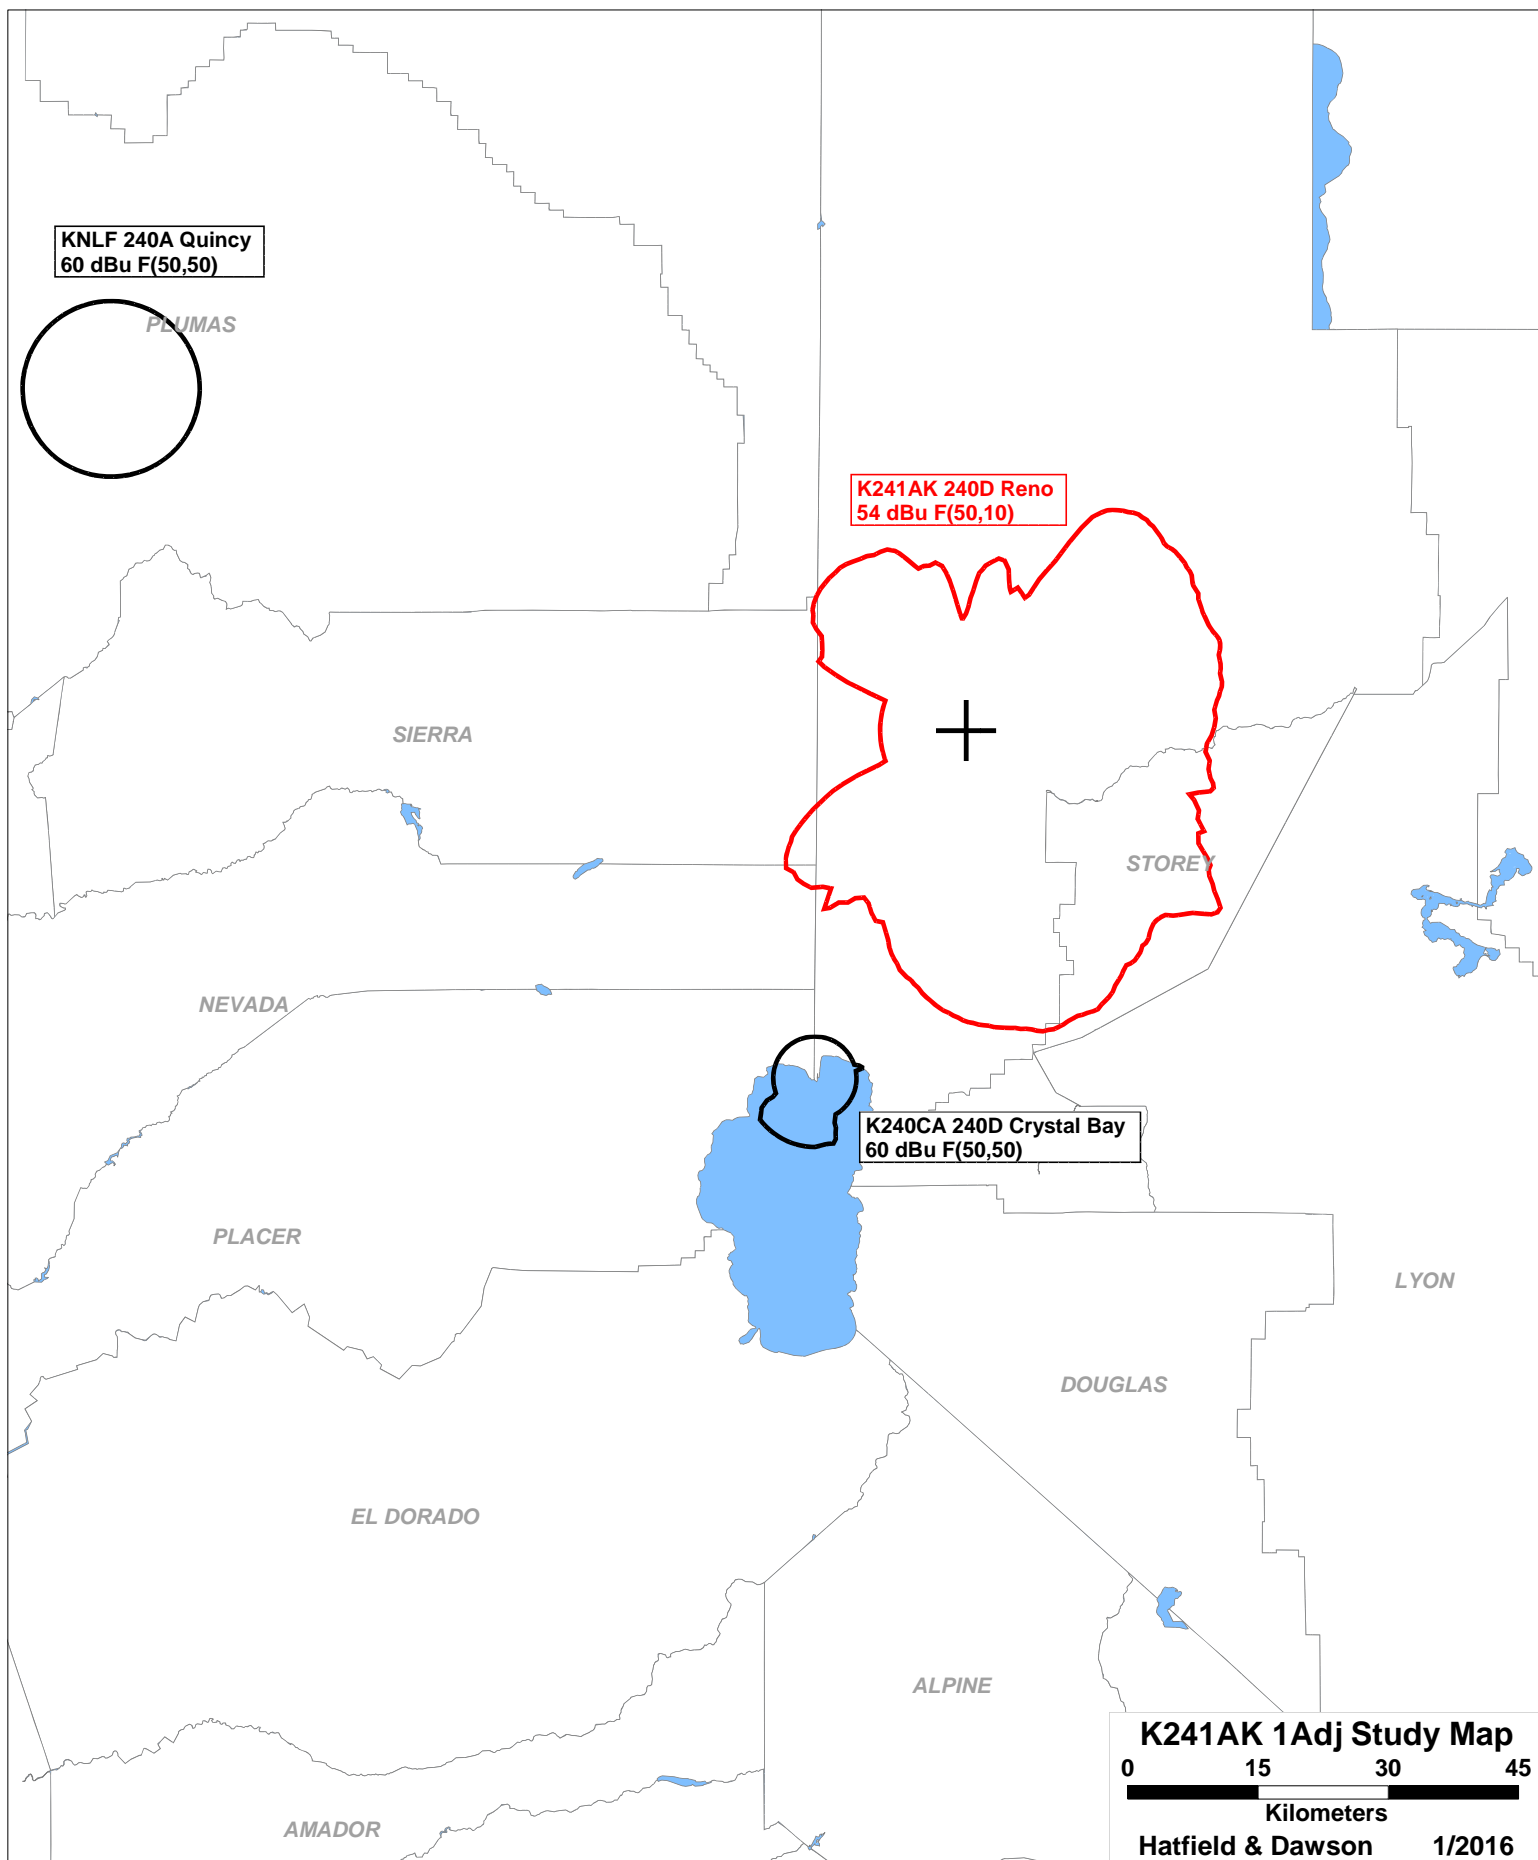 KNLF 240A Quincy
60 dBu F(50,50)
PLUMAS
K241AK 240D Reno
54 dBu F(50,10)
SIERRA
STOREY
NEVADA
K240CA 240D Crystal Bay
60 dBu F(50,50)
PLACER
LYON
DOUGLAS
EL DORADO
ALPINE
AMADOR
K241AK 1Adj Study Map
0 15 30 45
Kilometers
Hatfield & Dawson 1/2016